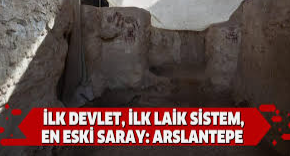 İLK DEVLET, İLK LAİK SİSTEM,
EN ESKİ SARAY: ARSLANTEPE